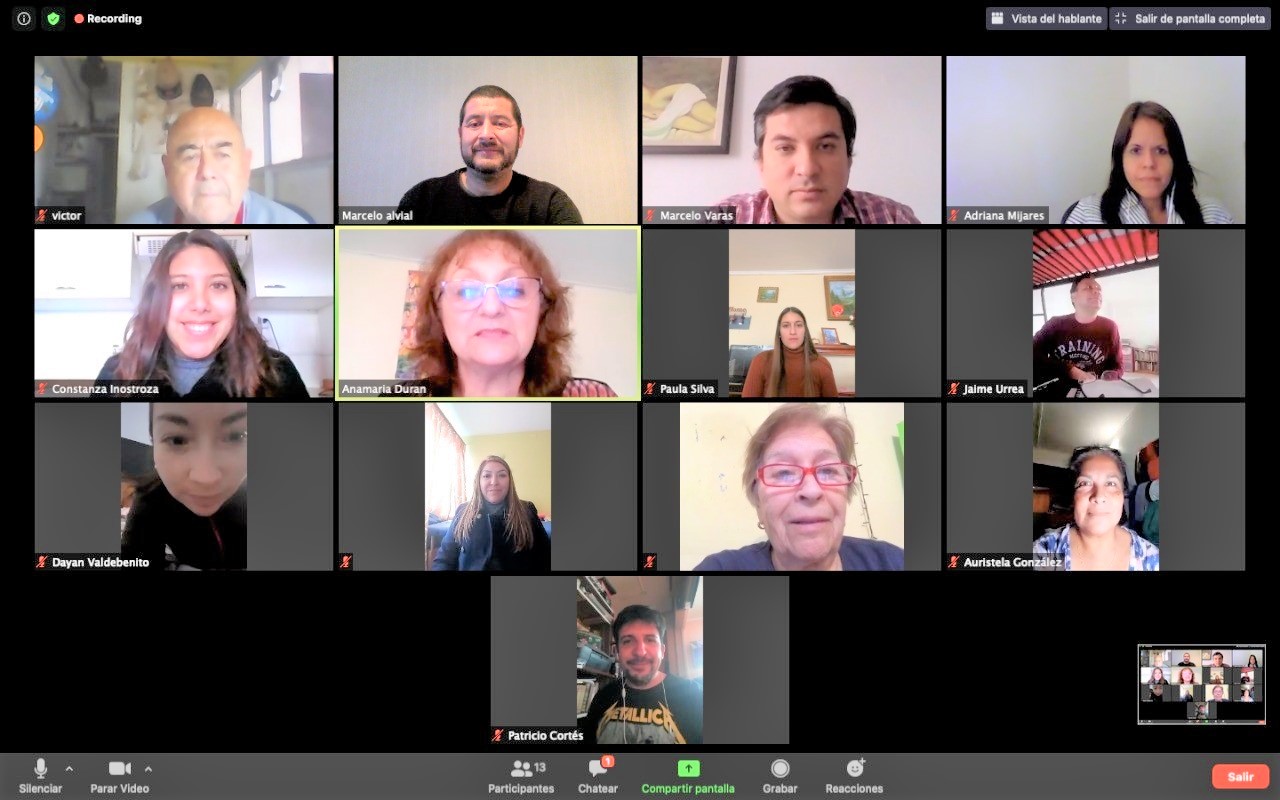 Recording
Vista del hablante
Salir de pantalla completa
victor
Marcelo alvial
Marcelo Varas
Adriana Mijares
Constanza Inostroza
Anamaria Duran
Paula Silva
Jaime Urrea
TRAINING
Dayan Valdebenito
Auristela González
METALLICA
Patricio Cortés
Silenciar
Parar Video
Participantes
13
Chatear
1
Compartir pantalla
Grabar
Reacciones
Salir